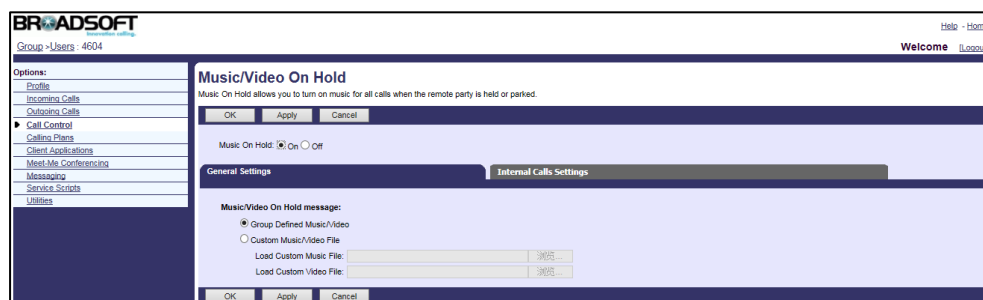 BROADSOFT
innovation calling.
Help - Hom
Group >Users : 4604
Welcome [Logou
Options:
Profile
Incoming Calls
Outgoing Calls
Call Control
Calling Plans
Client Applications
Meet-Me Conferencing
Messaging
Service Scripts
Utilities
Music/Video On Hold
Music On Hold allows you to turn on music for all calls when the remote party is held or parked.
OK Apply Cancel
Music On Hold: On Off
General Settings Internal Calls Settings
Music/Video On Hold message:
Group Defined Music/Video
Custom Music/Video File
Load Custom Music File: 浏览...
Load Custom Video File: 浏览...
OK Apply Cancel